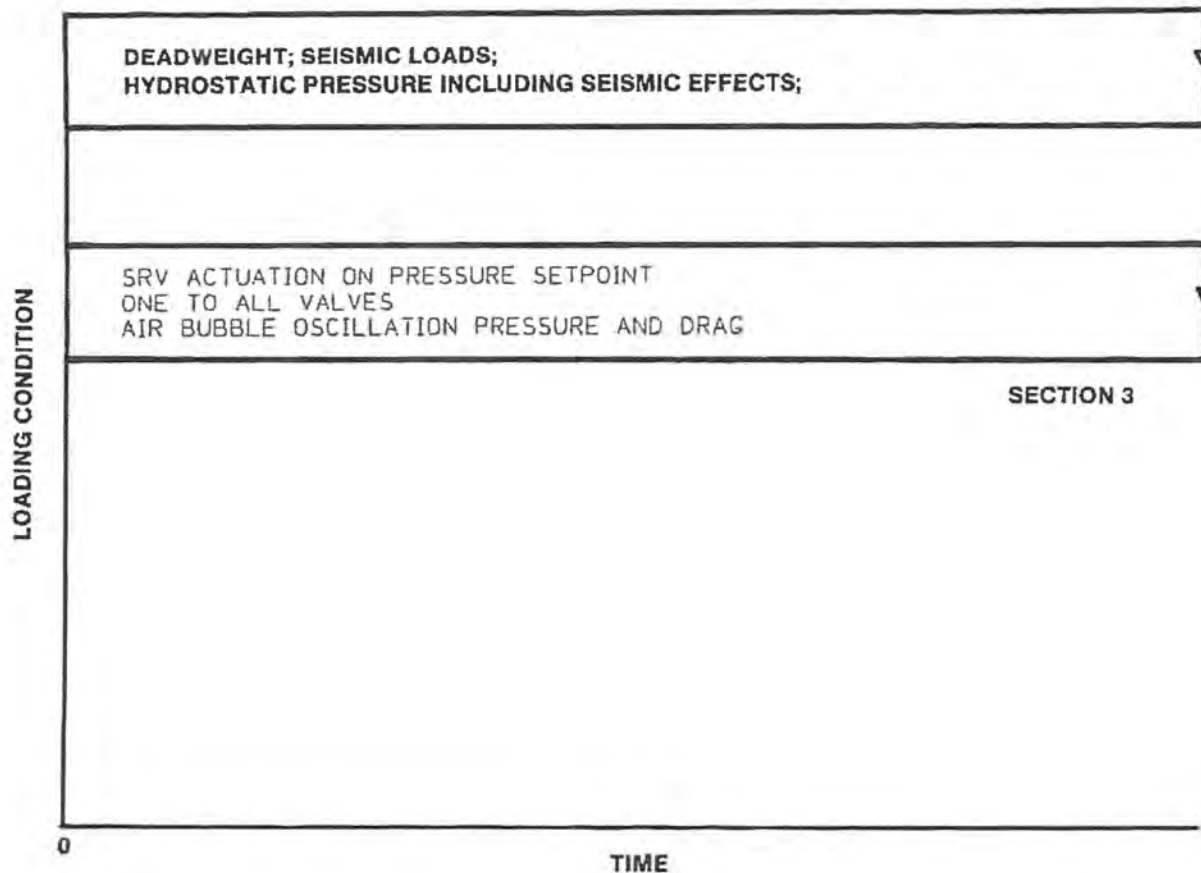 DEADWEIGHT; SEISMIC LOADS;
HYDROSTATIC PRESSURE INCLUDING SEISMIC EFFECTS;
SRV ACTUATION ON PRESSURE SETPOINT
ONE TO ALL VALVES
AIR BUBBLE OSCILLATION PRESSURE AND DRAG
LOADING CONDITION
SECTION 3
0
TIME